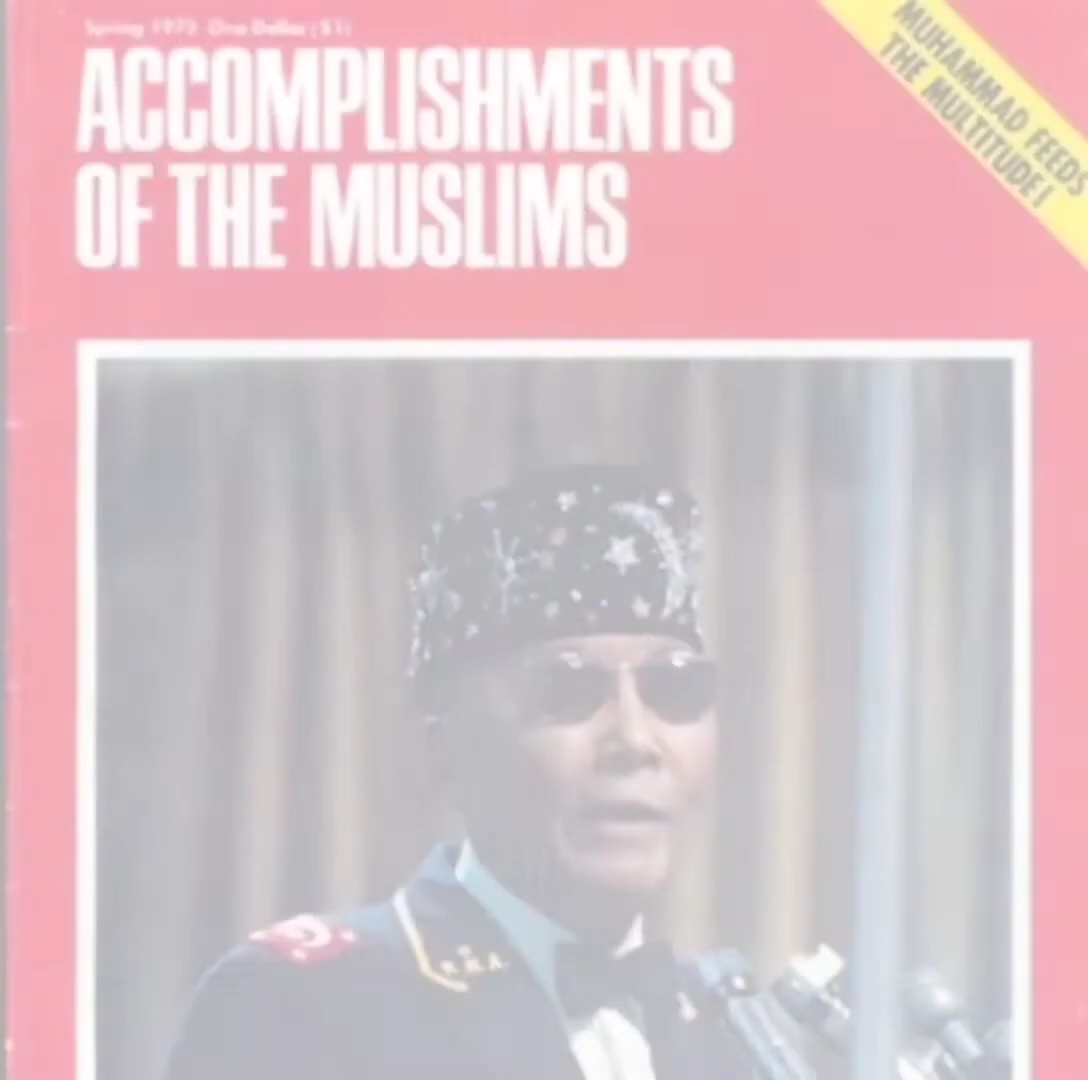 Spring 1973 One Dollar ($1)
ACCOMPLISHMENTS
OF THE MUSLIMS
MUHAMMAD FEEDS
THE MULTITUDE!